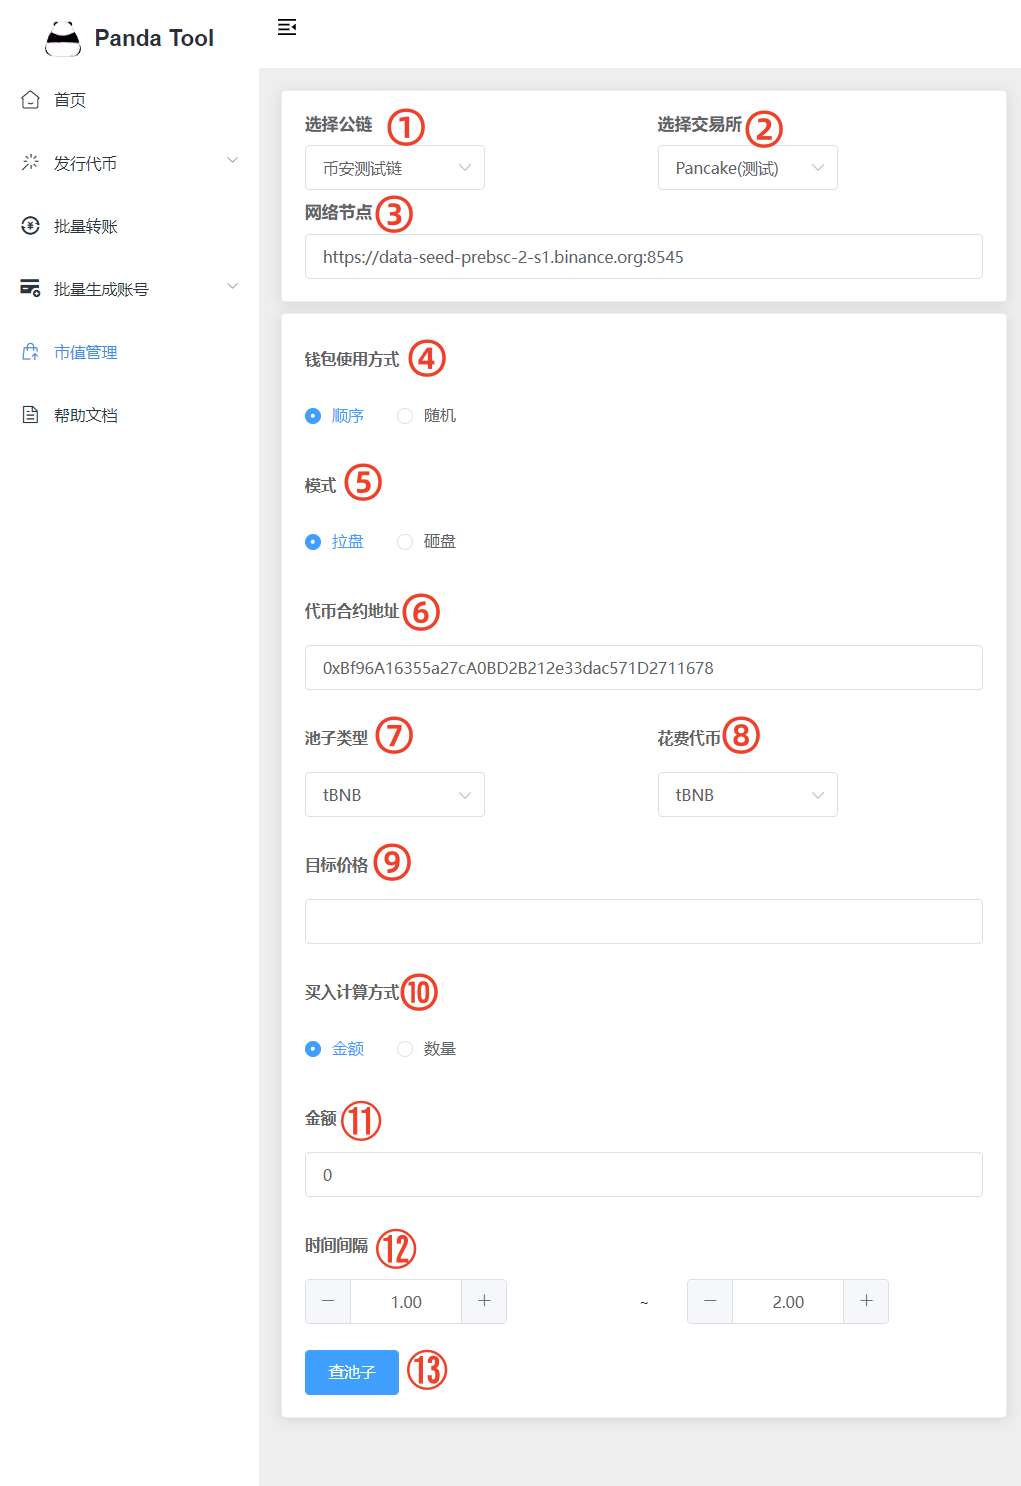 Panda Tool
首页
发行代币
批量转账
批量生成账号
市值管理
帮助文档
选择公链 ① 选择交易所 ②
币安测试链 Pancake(测试)
网络节点 ③
https://data-seed-prebsc-2-s1.binance.org:8545
钱包使用方式 ④
顺序 随机
模式 ⑤
拉盘 砸盘
代币合约地址 ⑥
0xBf96A16355a27cA0BD2B212e33dac571D2711678
池子类型 ⑦ 花费代币 ⑧
tBNB tBNB
目标价格 ⑨
买入计算方式 ⑩
金额 数量
金额 ⑪
0
时间间隔 ⑫
− 1.00 + ~ − 2.00 +
查池子 ⑬